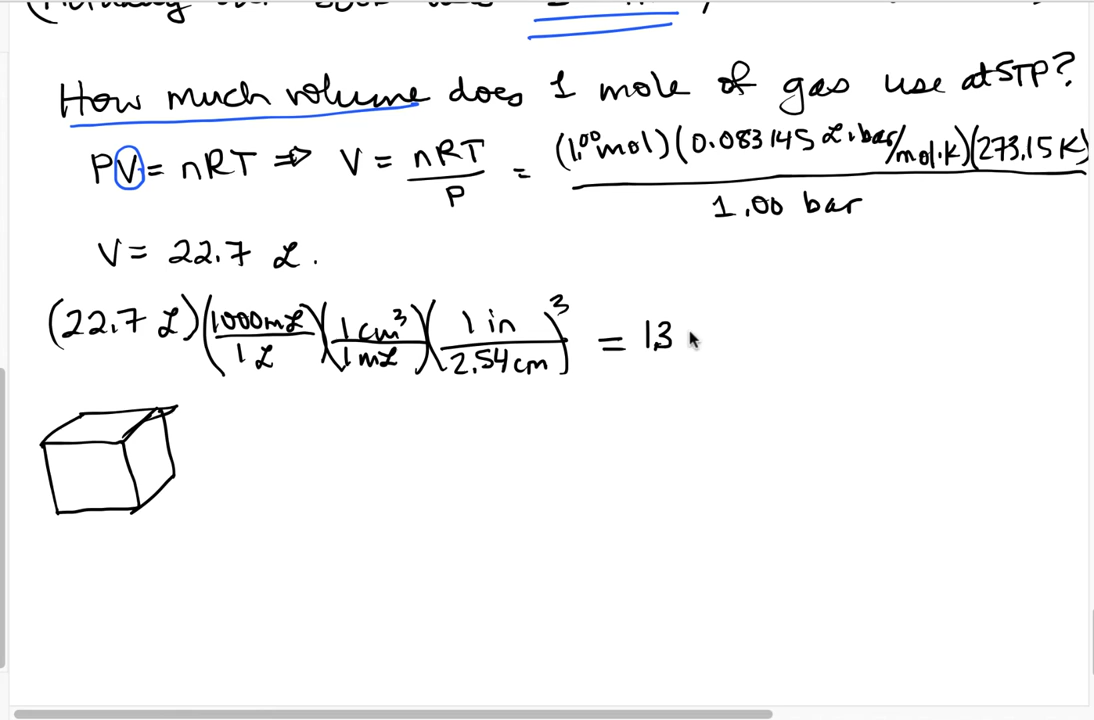 How much volume does 1 mole of gas use at STP?
PV = nRT ⇒ V = nRT / P = (1.00 mol)(0.083145 L·bar/mol·K)(273.15 K) / 1.00 bar
V = 22.7 L.
(22.7 L)(1000mL / 1 L)(1 cm³ / 1 mL)(1 in / 2.54 cm)³ = 13